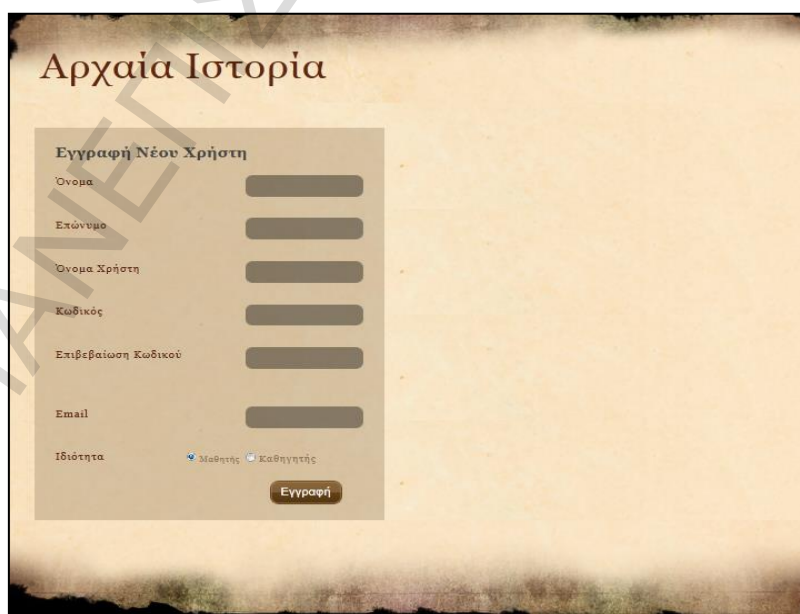 Αρχαία Ιστορία
Εγγραφή Νέου Χρήστη
Όνομα
Επώνυμο
Όνομα Χρήστη
Κωδικός
Επιβεβαίωση Κωδικού
Email
Ιδιότητα Μαθητής Καθηγητής
Εγγραφή